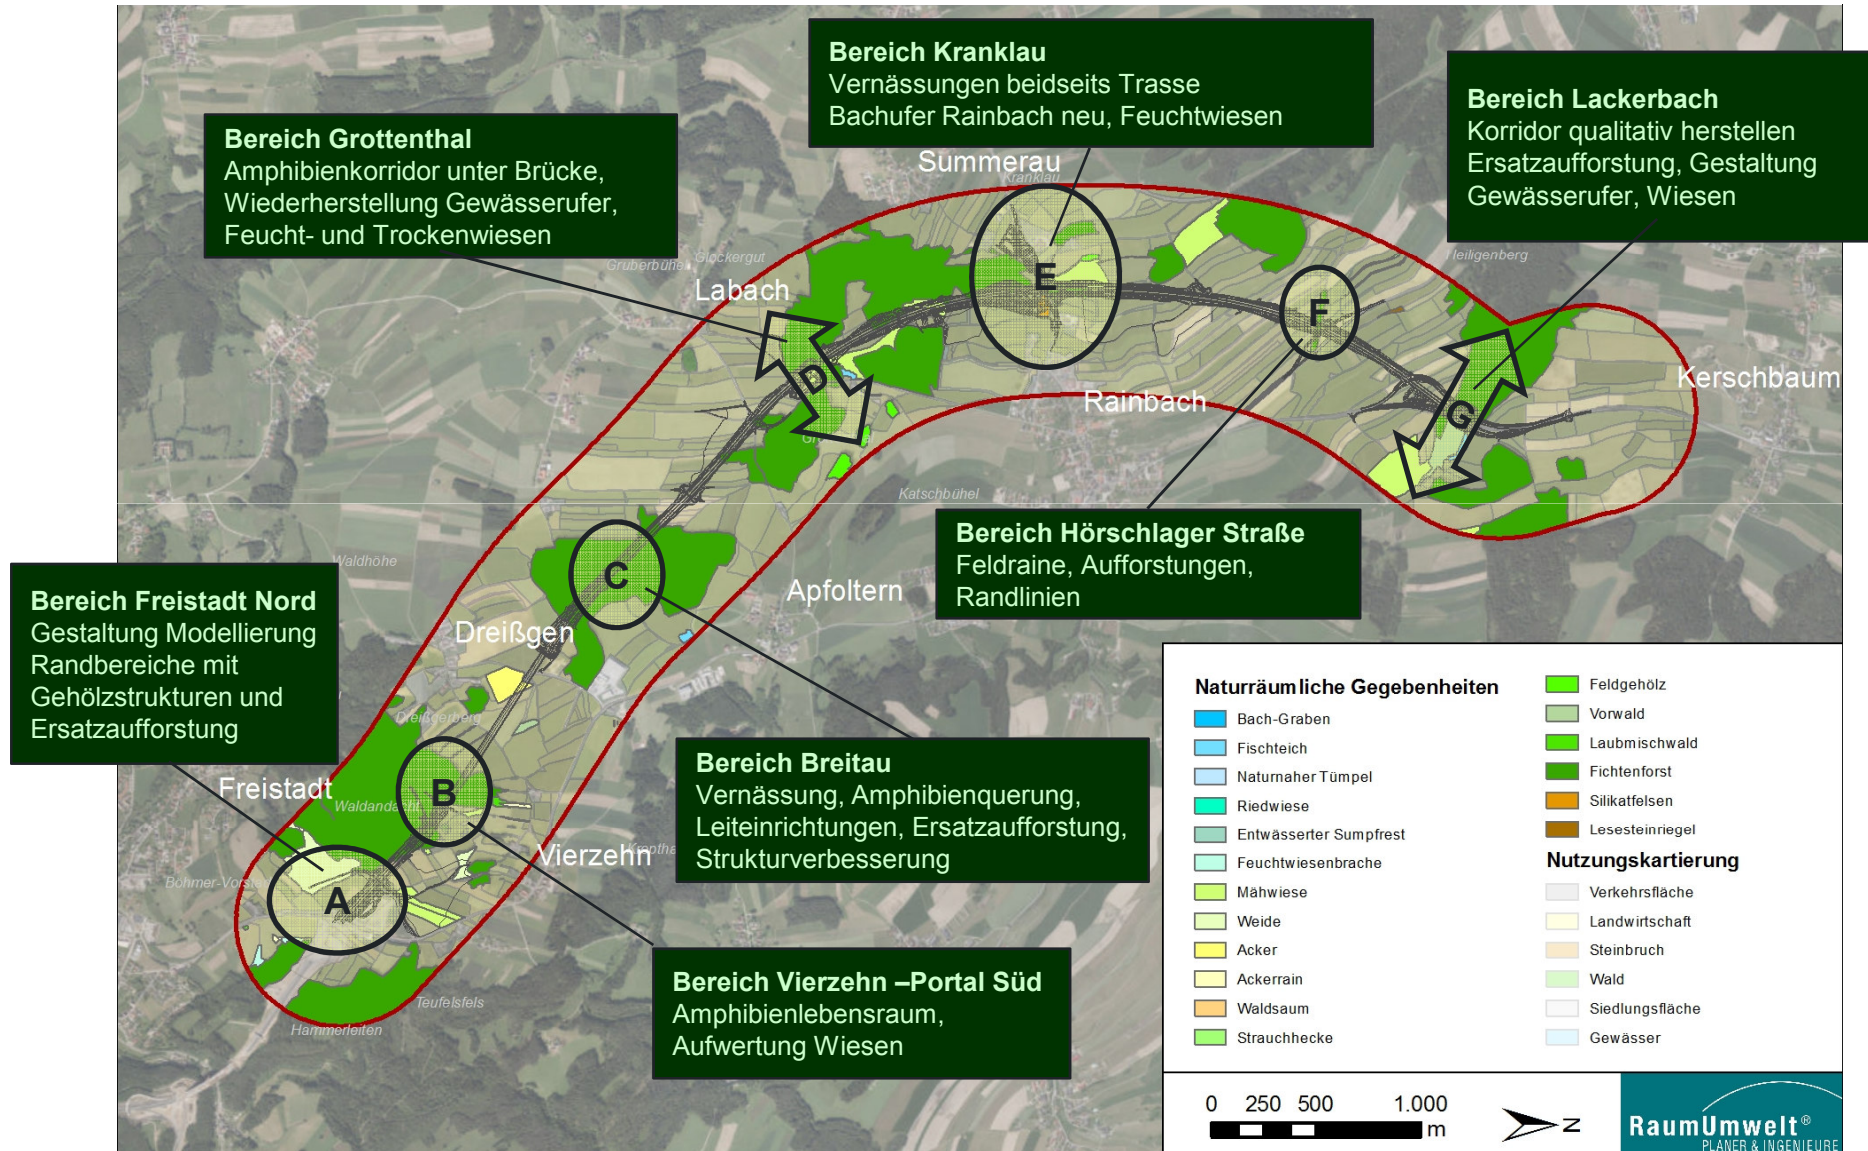 Bereich Kranklau
Vernässungen beidseits Trasse
Bachufer Rainbach neu, Feuchtwiesen
Bereich Lackerbach
Korridor qualitativ herstellen
Ersatzaufforstung, Gestaltung
Gewässerufer, Wiesen
Bereich Grottenthal
Amphibienkorridor unter Brücke,
Wiederherstellung Gewässerufer,
Feucht- und Trockenwiesen
Summerau
Kranklau
Heiligenberg
Gruberbühel
Glockergut
Labach
E
F
D
G
Kerschbaum
Rainbach
Katschbühel
Bereich Hörschlager Straße
Feldraine, Aufforstungen,
Randlinien
Waldhöhe
C
Apfoltern
Dreißgen
Bereich Freistadt Nord
Gestaltung Modellierung
Randbereiche mit
Gehölzstrukturen und
Ersatzaufforstung
Dreißgerberg
Bereich Breitau
Vernässung, Amphibienquerung,
Leiteinrichtungen, Ersatzaufforstung,
Strukturverbesserung
Freistadt
Waldandacht
B
Vierzehn
A
Teufelsfels
Hammerleiten
Bereich Vierzehn –Portal Süd
Amphibienlebensraum,
Aufwertung Wiesen
Naturräumliche Gegebenheiten
Bach-Graben
Fischteich
Naturnaher Tümpel
Riedwiese
Entwässerter Sumpfrest
Feuchtwiesenbrache
Mähwiese
Weide
Acker
Ackerrain
Waldsaum
Strauchhecke
Feldgehölz
Vorwald
Laubmischwald
Fichtenforst
Silikatfelsen
Lesesteinriegel
Nutzungskartierung
Verkehrsfläche
Landwirtschaft
Steinbruch
Wald
Siedlungsfläche
Gewässer
0 250 500 1.000
m
N
RaumUmwelt®
PLANER & INGENIEURE